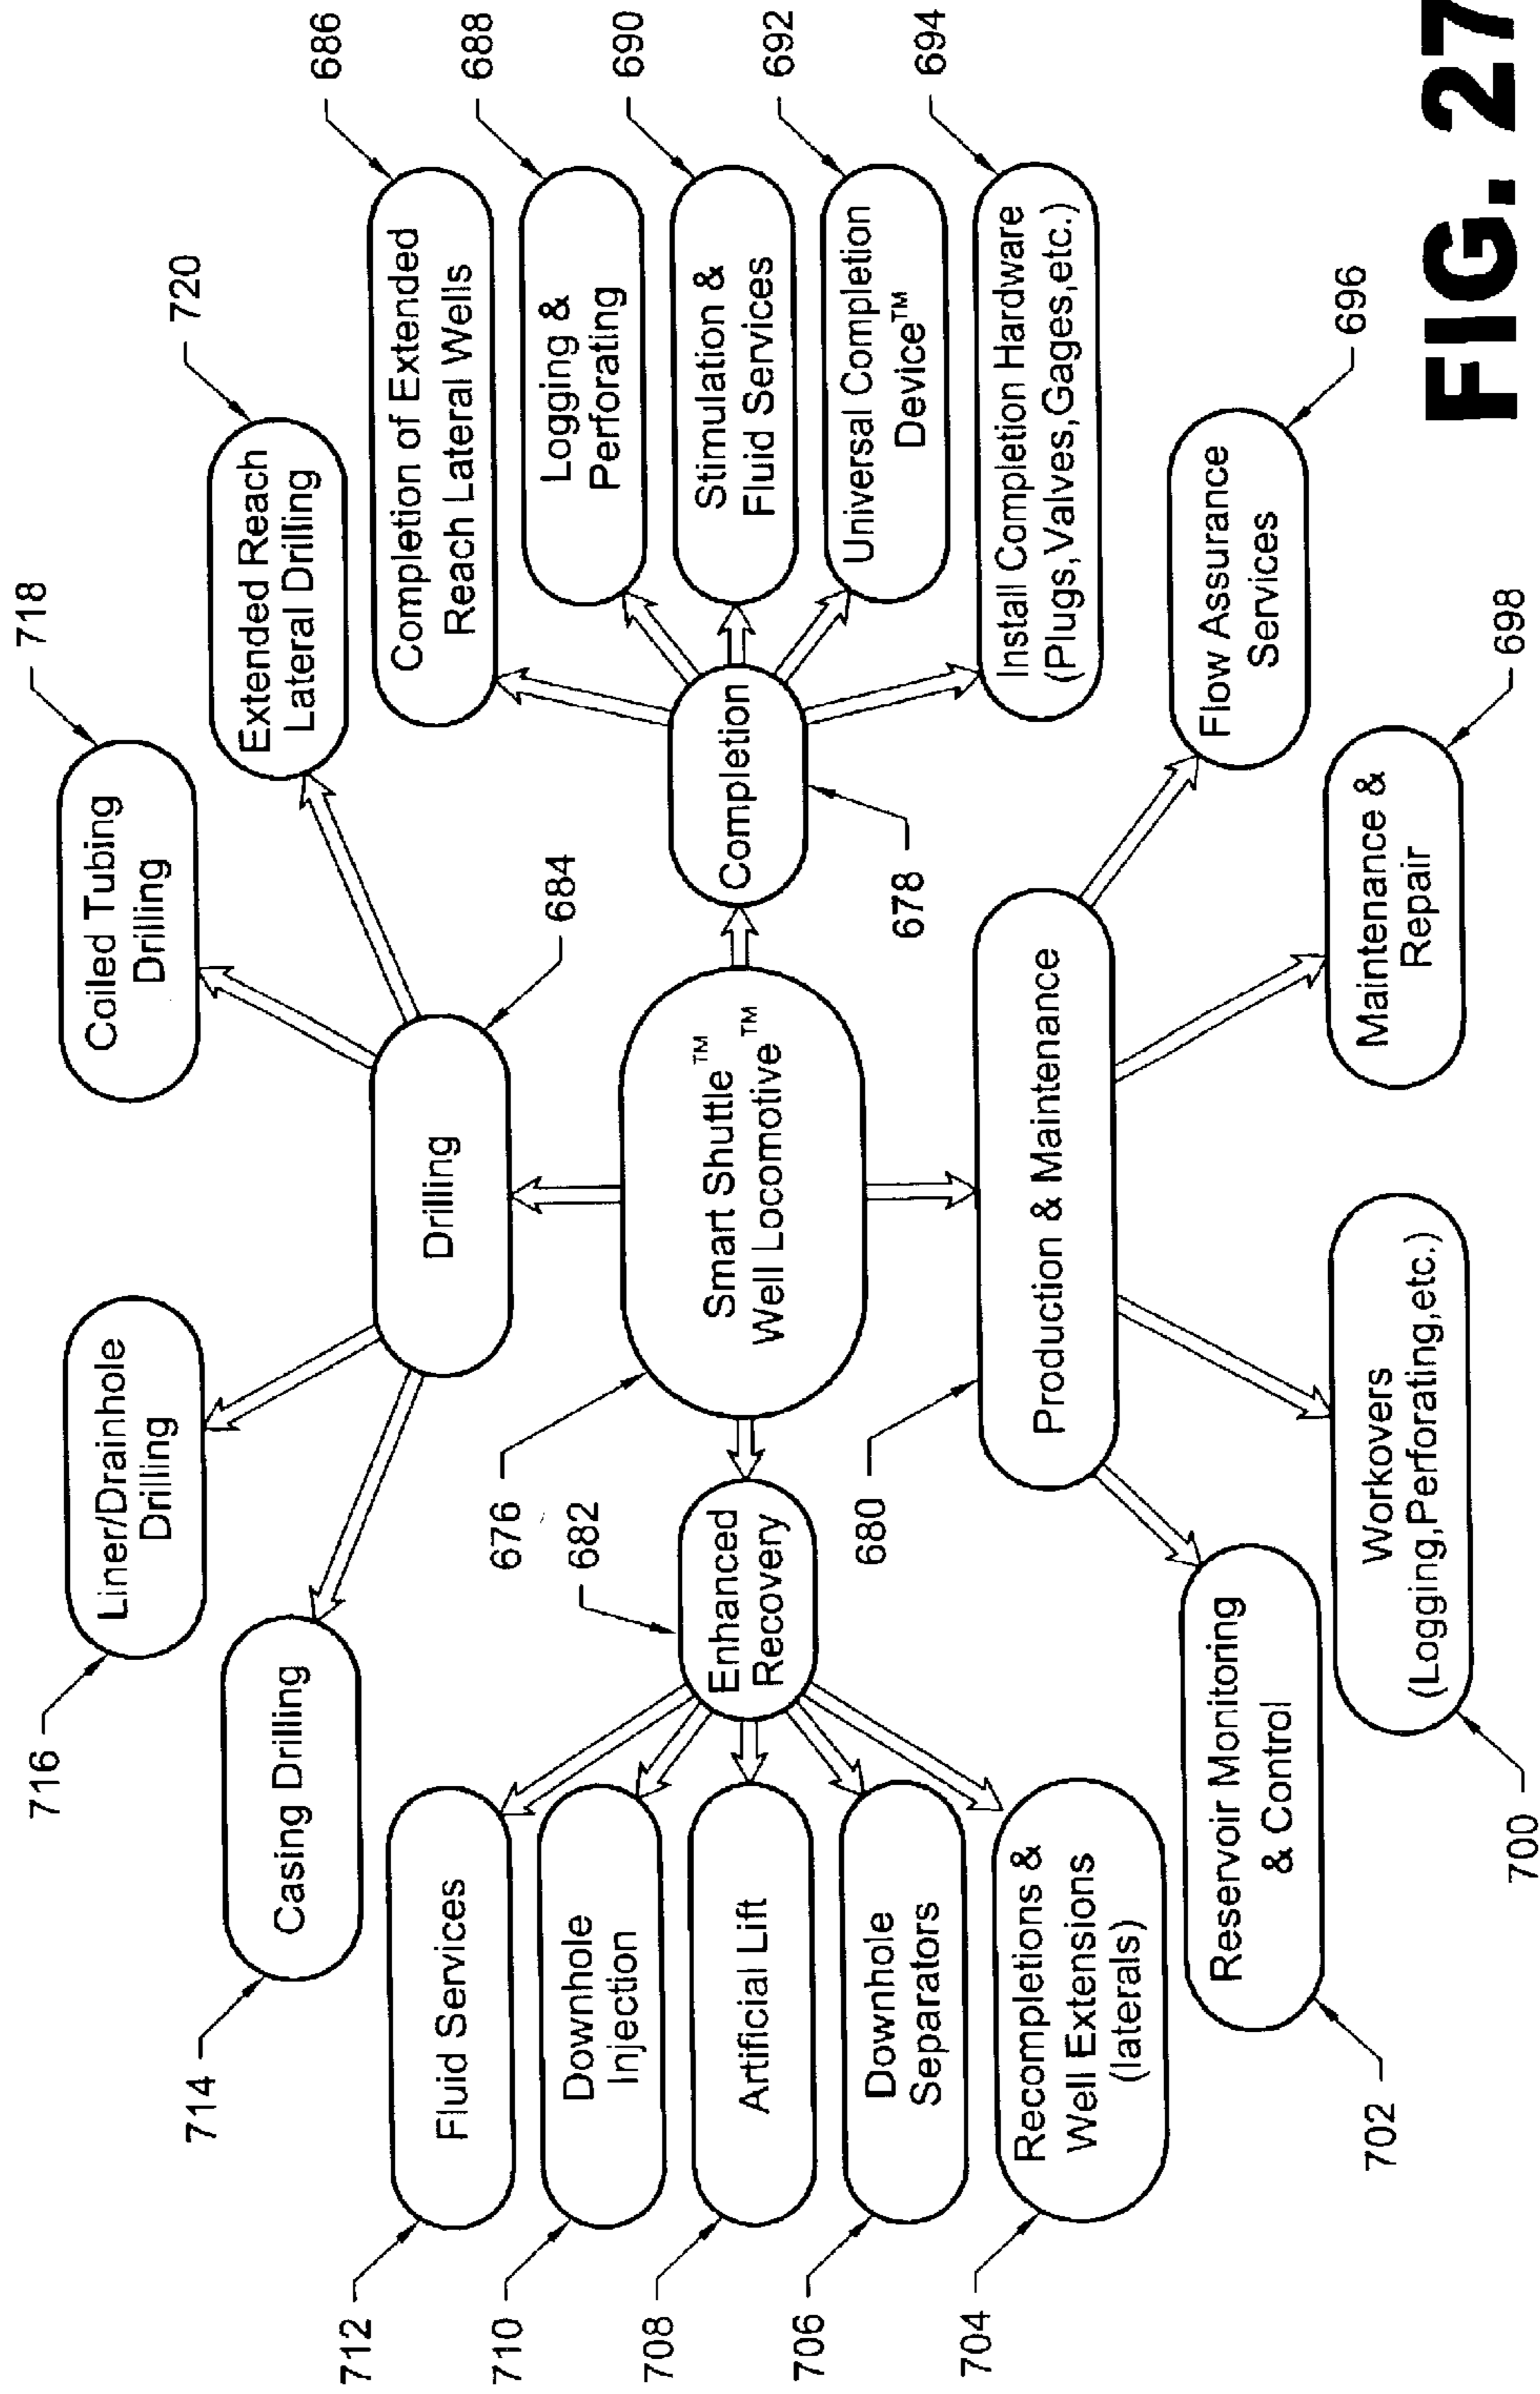 718
Coiled Tubing
Drilling
720
Extended Reach
Lateral Drilling
716
Liner/Drainhole
Drilling
714
Casing Drilling
684
Drilling
686
Completion of Extended
Reach Lateral Wells
688
Logging &
Perforating
690
Stimulation &
Fluid Services
692
Universal Completion
Device™
694
Install Completion Hardware
(Plugs,Valves,Gages,etc.)
Completion
678
676
Smart Shuttle™
Well Locomotive™
682
Enhanced
Recovery
712
Fluid Services
710
Downhole
Injection
708
Artificial Lift
706
Downhole
Separators
704
Recompletions &
Well Extensions
(laterals)
680
Production & Maintenance
696
Flow Assurance
Services
698
Maintenance &
Repair
700
Workovers
(Logging,Perforating,etc.)
702
Reservoir Monitoring
& Control
FIG. 27